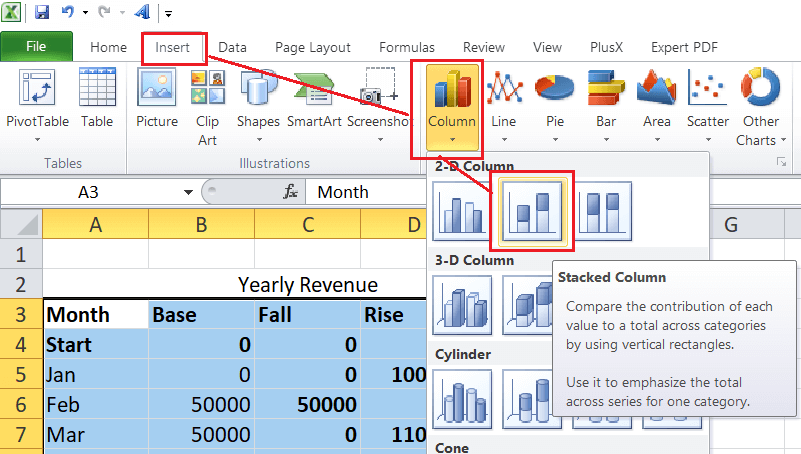 File Home Insert Data Page Layout Formulas Review View PlusX Expert PDF
PivotTable Table Picture Clip Art Shapes SmartArt Screenshot Column Line Pie Bar Area Scatter Other Charts
Tables Illustrations
A3 fx Month
2-D Column
A B C D G
1
2 Yearly Revenue
3-D Column
Stacked Column
3 Month Base Fall Rise
Compare the contribution of each
value to a total across categories
by using vertical rectangles.
4 Start 0 0
Cylinder
5 Jan 0 0 100
Use it to emphasize the total
across series for one category.
6 Feb 50000 50000
7 Mar 50000 0 110
Cone